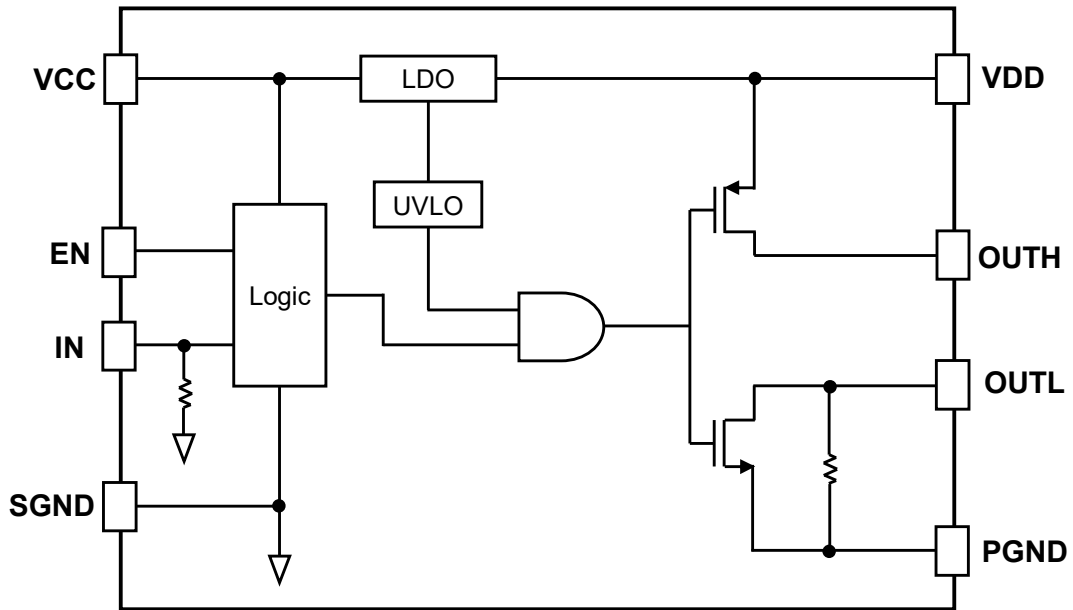 VCC
LDO
VDD
UVLO
EN
OUTH
Logic
IN
OUTL
SGND
PGND